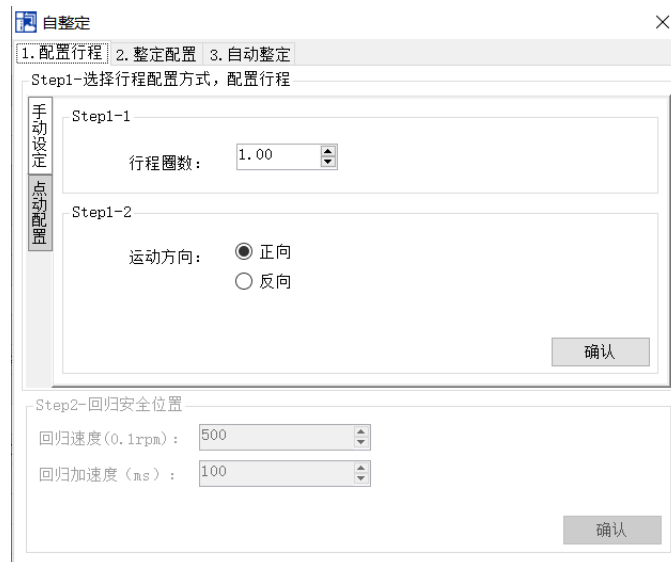 自整定
1.配置行程 2.整定配置 3.自动整定
Step1-选择行程配置方式，配置行程
手动设定
点动配置
Step1-1
行程圈数： 1.00
Step1-2
运动方向： 正向
反向
确认
Step2-回归安全位置
回归速度(0.1rpm)： 500
回归加速度（ms）： 100
确认